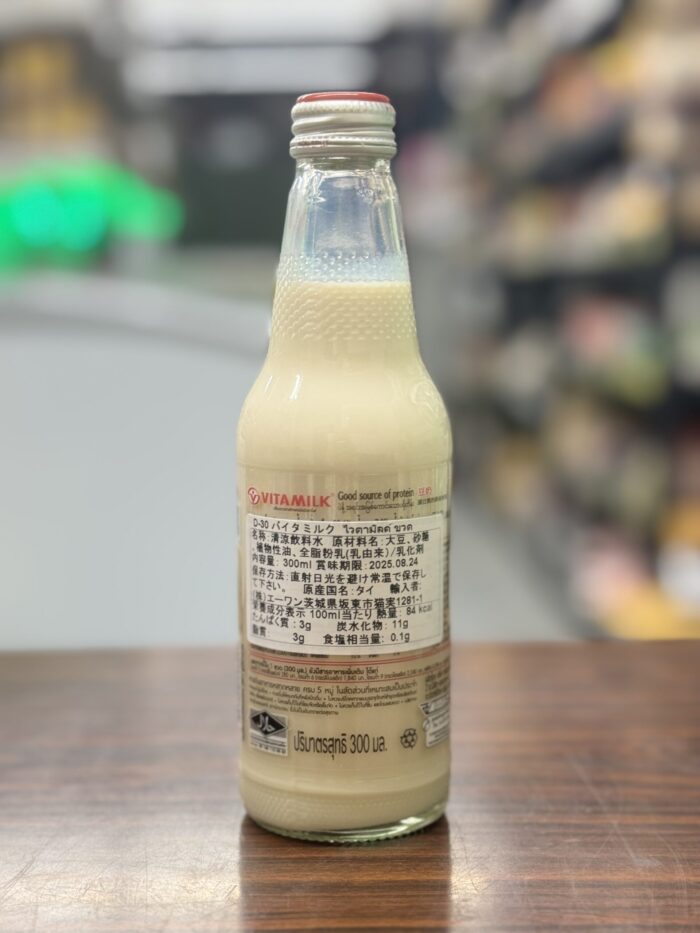 VITAMILK Good source of protein 豆奶
D-30 バイタミルク ไวตามิลค์ ขวด
名称:清涼飲料水 原材料名:大豆、砂糖
、植物性油、全脂粉乳(乳由来)/乳化剤
内容量: 300ml 賞味期限:2025.08.24
保存方法:直射日光を避け常温で保存し
て下さい。 原産国名:タイ 輸入者:
(株)エーワン茨城県坂東市猫実1281-1
栄養成分表示 100ml当たり 熱量: 84 kcal
たんぱく質:3g 炭水化物: 11g
脂質: 3g 食塩相当量: 0.1g
ปริมาตรสุทธิ 300 มล.